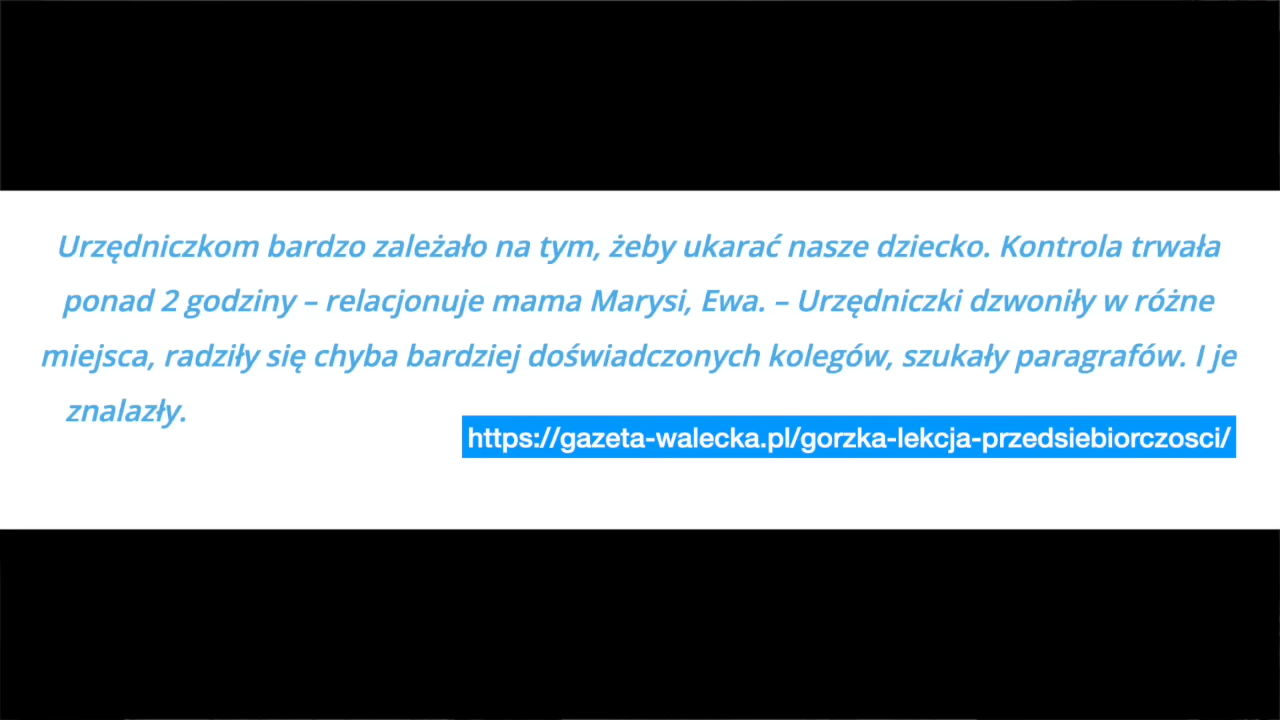 Urzędniczkom bardzo zależało na tym, żeby ukarać nasze dziecko. Kontrola trwała
ponad 2 godziny – relacjonuje mama Marysi, Ewa. – Urzędniczki dzwoniły w różne
miejsca, radziły się chyba bardziej doświadczonych kolegów, szukały paragrafów. I je
znalazły.
https://gazeta-walecka.pl/gorzka-lekcja-przedsiebiorczosci/